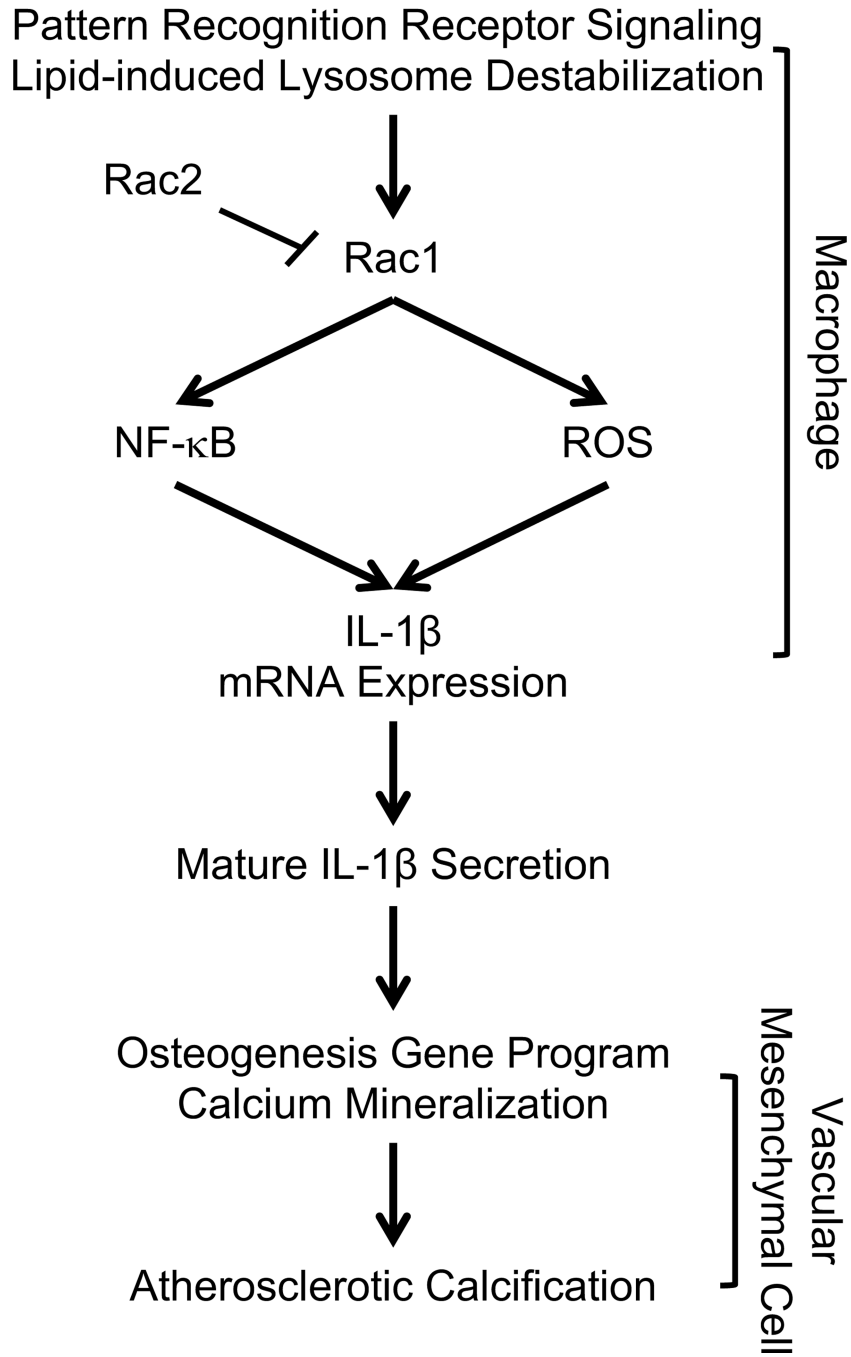 Pattern Recognition Receptor Signaling
Lipid-induced Lysosome Destabilization
Rac2
Rac1
Macrophage
NF-κB
ROS
IL-1β
mRNA Expression
Mature IL-1β Secretion
Osteogenesis Gene Program
Calcium Mineralization
Vascular
Mesenchymal Cell
Atherosclerotic Calcification